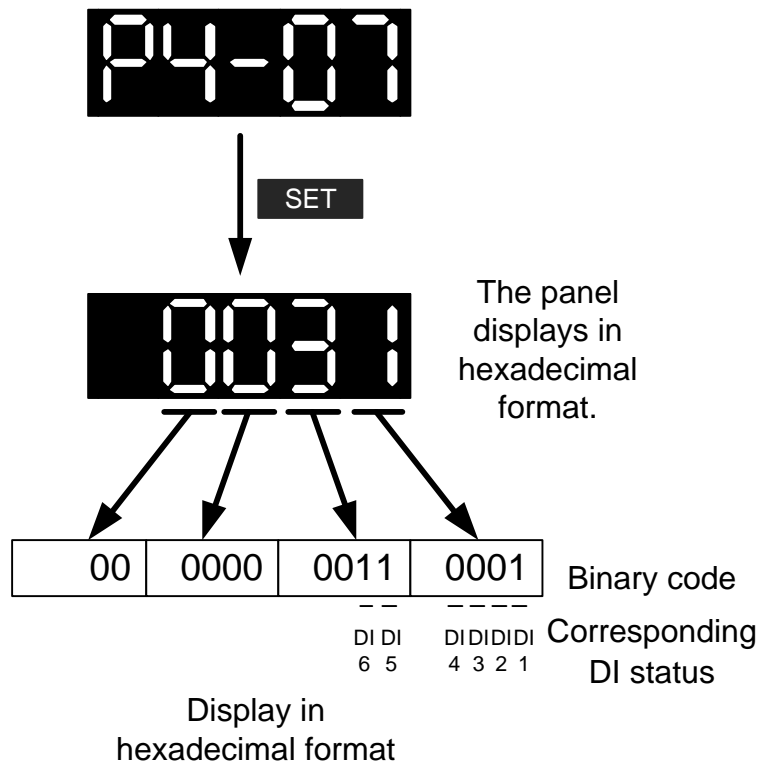 P4-07
SET
0031
The panel
displays in
hexadecimal
format.
00 0000 0011 0001
Binary code
DI DI DI DI DI DI
6 5 4 3 2 1
Corresponding
DI status
Display in
hexadecimal format